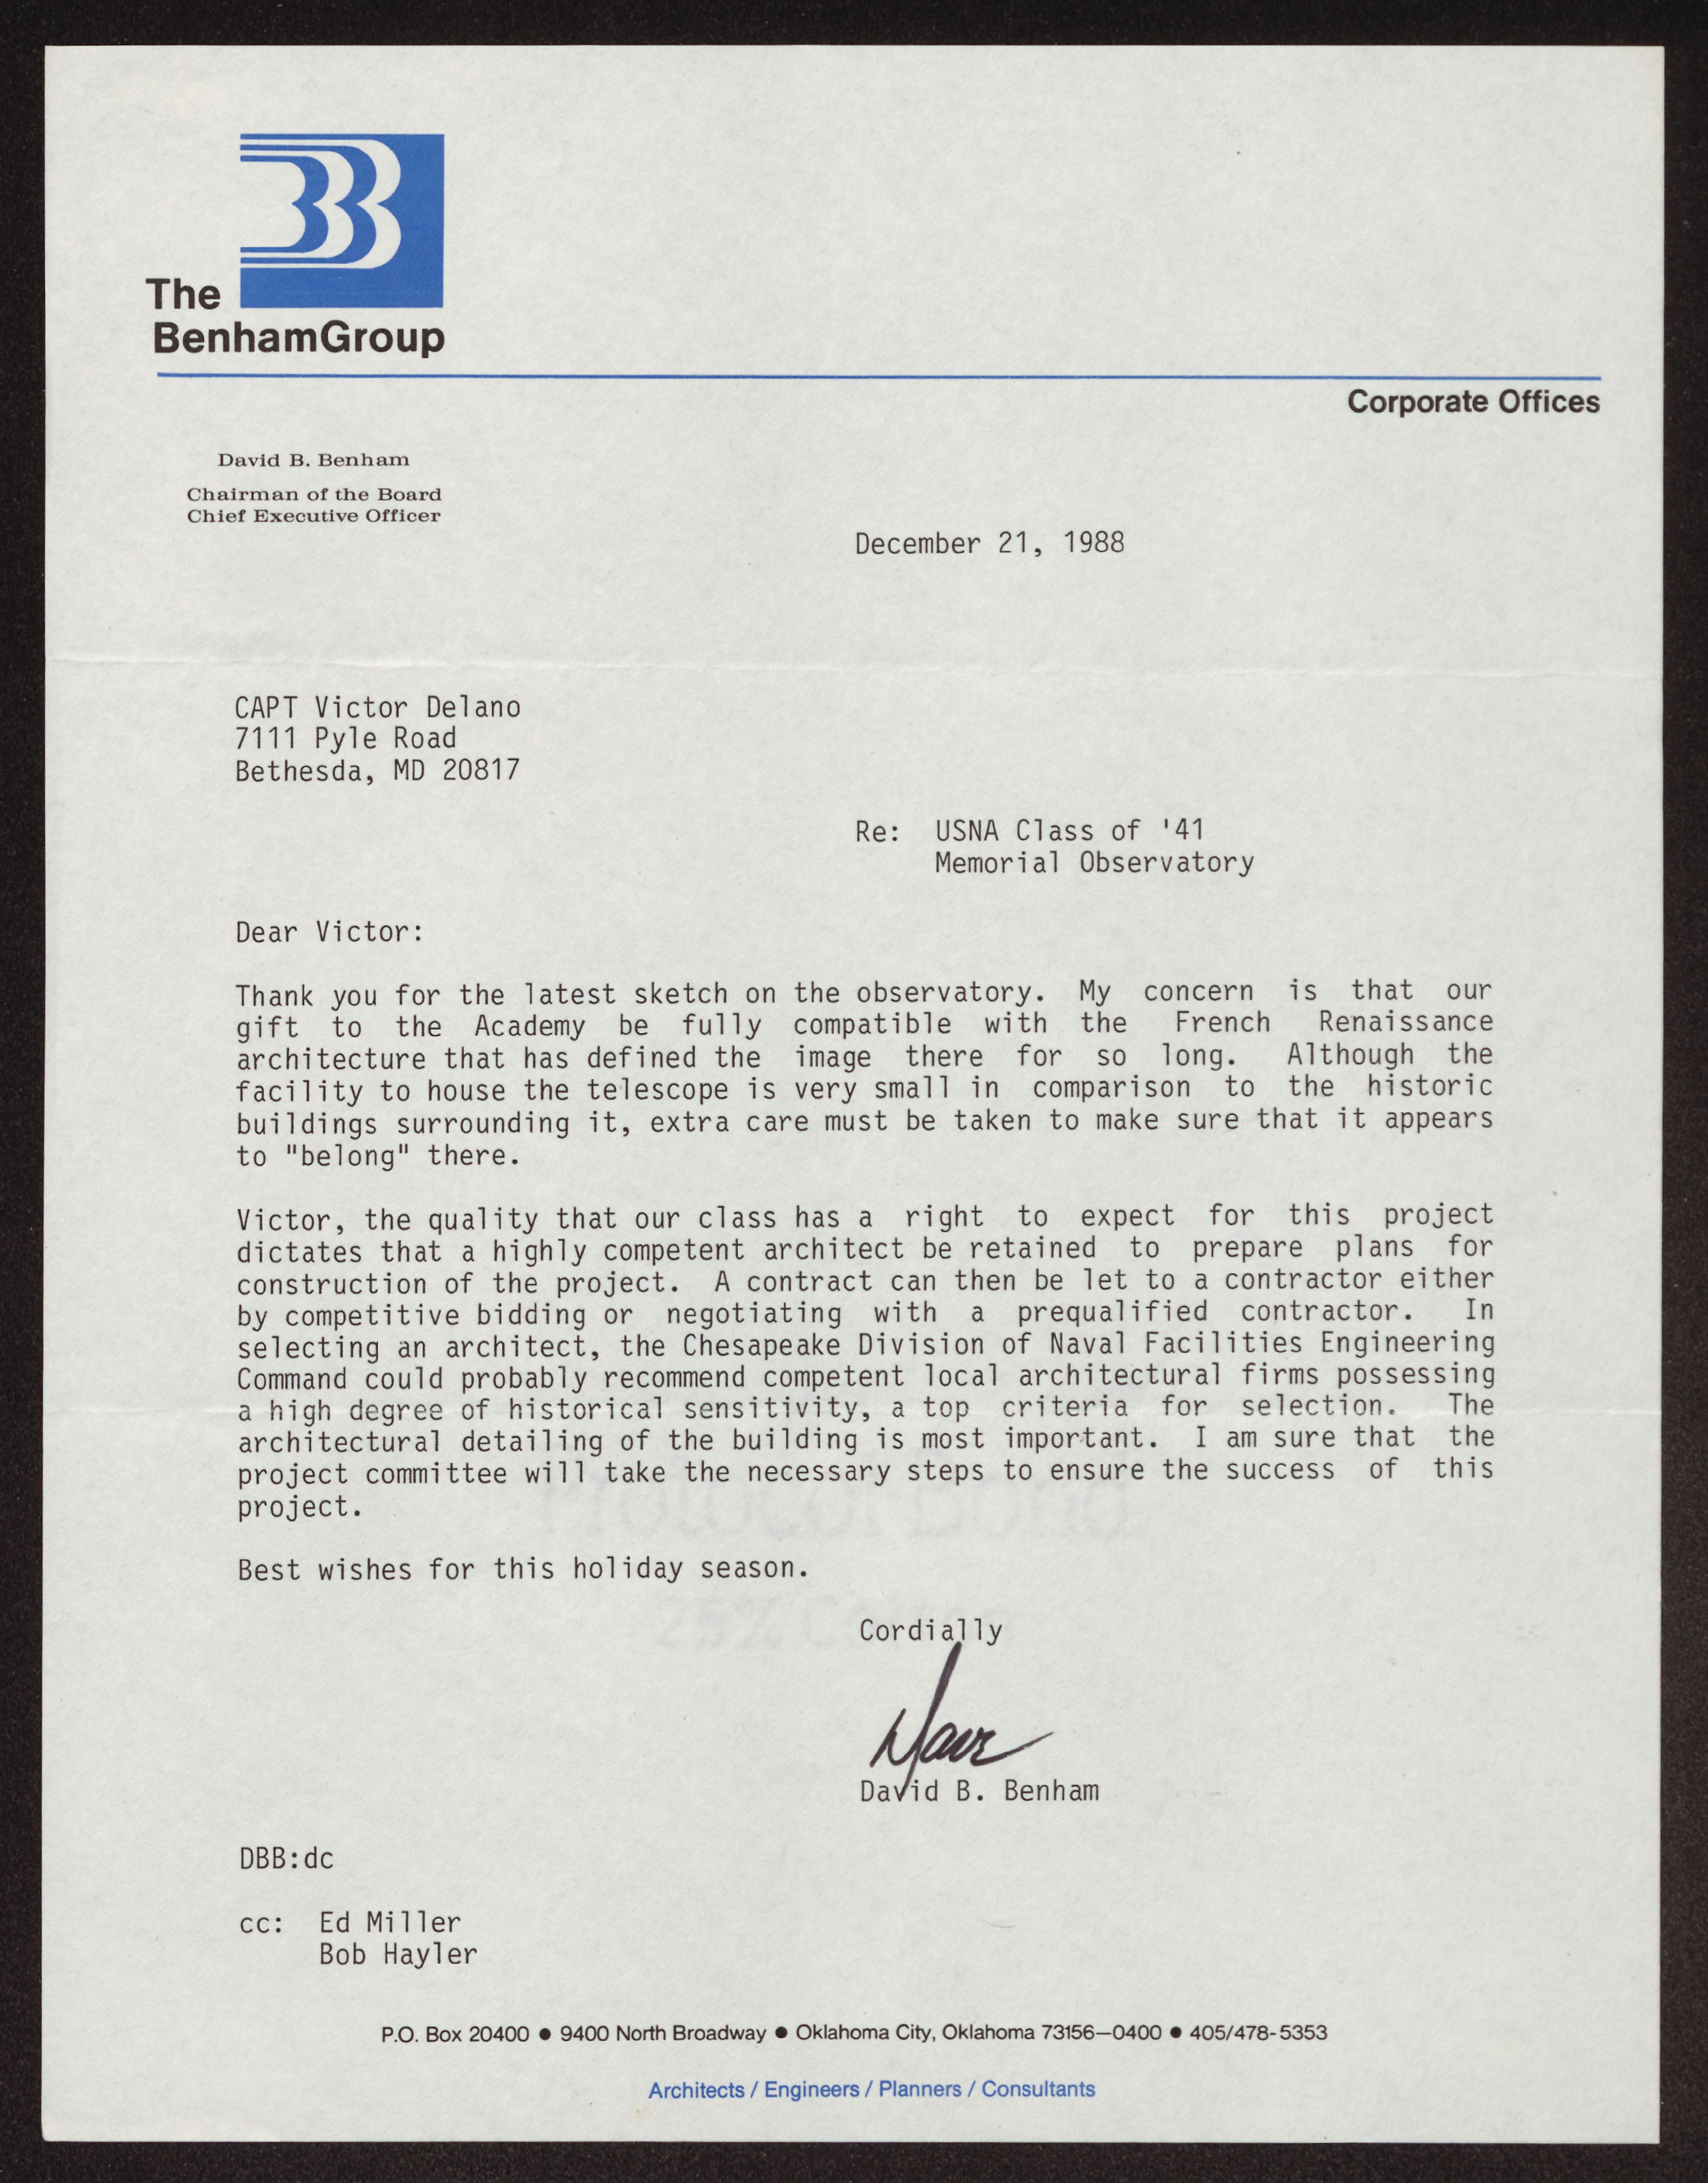 The
BenhamGroup
Corporate Offices
David B. Benham
Chairman of the Board
Chief Executive Officer
December 21, 1988
CAPT Victor Delano
7111 Pyle Road
Bethesda, MD 20817
Re: USNA Class of '41
Memorial Observatory
Dear Victor:
Thank you for the latest sketch on the observatory. My concern is that our
gift to the Academy be fully compatible with the French Renaissance
architecture that has defined the image there for so long. Although the
facility to house the telescope is very small in comparison to the historic
buildings surrounding it, extra care must be taken to make sure that it appears
to "belong" there.
Victor, the quality that our class has a right to expect for this project
dictates that a highly competent architect be retained to prepare plans for
construction of the project. A contract can then be let to a contractor either
by competitive bidding or negotiating with a prequalified contractor. In
selecting an architect, the Chesapeake Division of Naval Facilities Engineering
Command could probably recommend competent local architectural firms possessing
a high degree of historical sensitivity, a top criteria for selection. The
architectural detailing of the building is most important. I am sure that the
project committee will take the necessary steps to ensure the success of this
project.
Best wishes for this holiday season.
Cordially
Dave
David B. Benham
DBB:dc
cc: Ed Miller
Bob Hayler
P.O. Box 20400 ● 9400 North Broadway ● Oklahoma City, Oklahoma 73156—0400 ● 405/478-5353
Architects / Engineers / Planners / Consultants